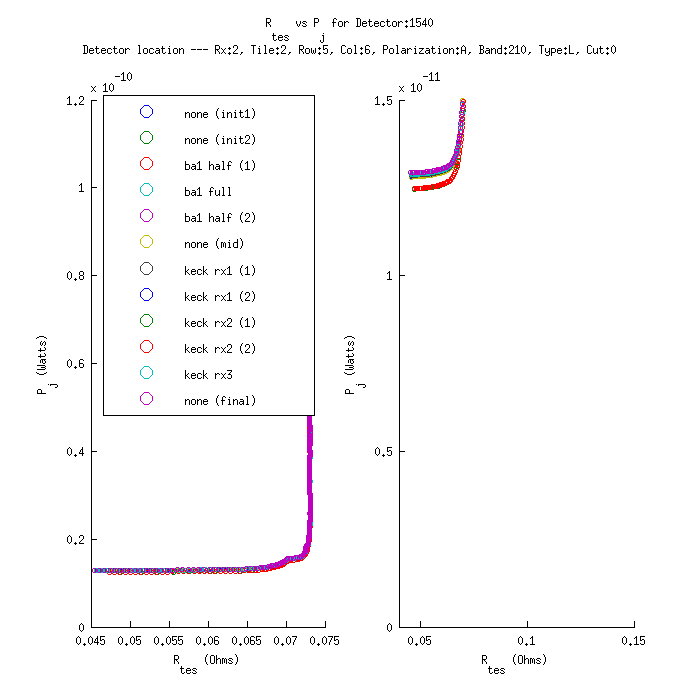 R tes vs P j for Detector:1540
Detector location --- Rx:2, Tile:2, Row:5, Col:6, Polarization:A, Band:210, Type:L, Cut:0
x 10^-10
1.2
1
0.8
0.6
0.4
0.2
0
0.045 0.05 0.055 0.06 0.065 0.07 0.075
P j (Watts)
R tes (Ohms)
none (init1)
none (init2)
ba1 half (1)
ba1 full
ba1 half (2)
none (mid)
keck rx1 (1)
keck rx1 (2)
keck rx2 (1)
keck rx2 (2)
keck rx3
none (final)
x 10^-11
1.5
1
0.5
0
0.05 0.1 0.15
P j (Watts)
R tes (Ohms)